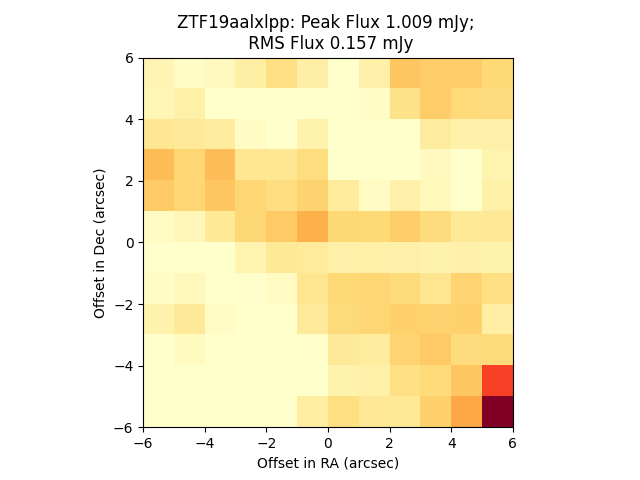 ZTF19aalxlpp: Peak Flux 1.009 mJy;
RMS Flux 0.157 mJy
6
4
2
0
−2
−4
−6
Offset in Dec (arcsec)
−6 −4 −2 0 2 4 6
Offset in RA (arcsec)